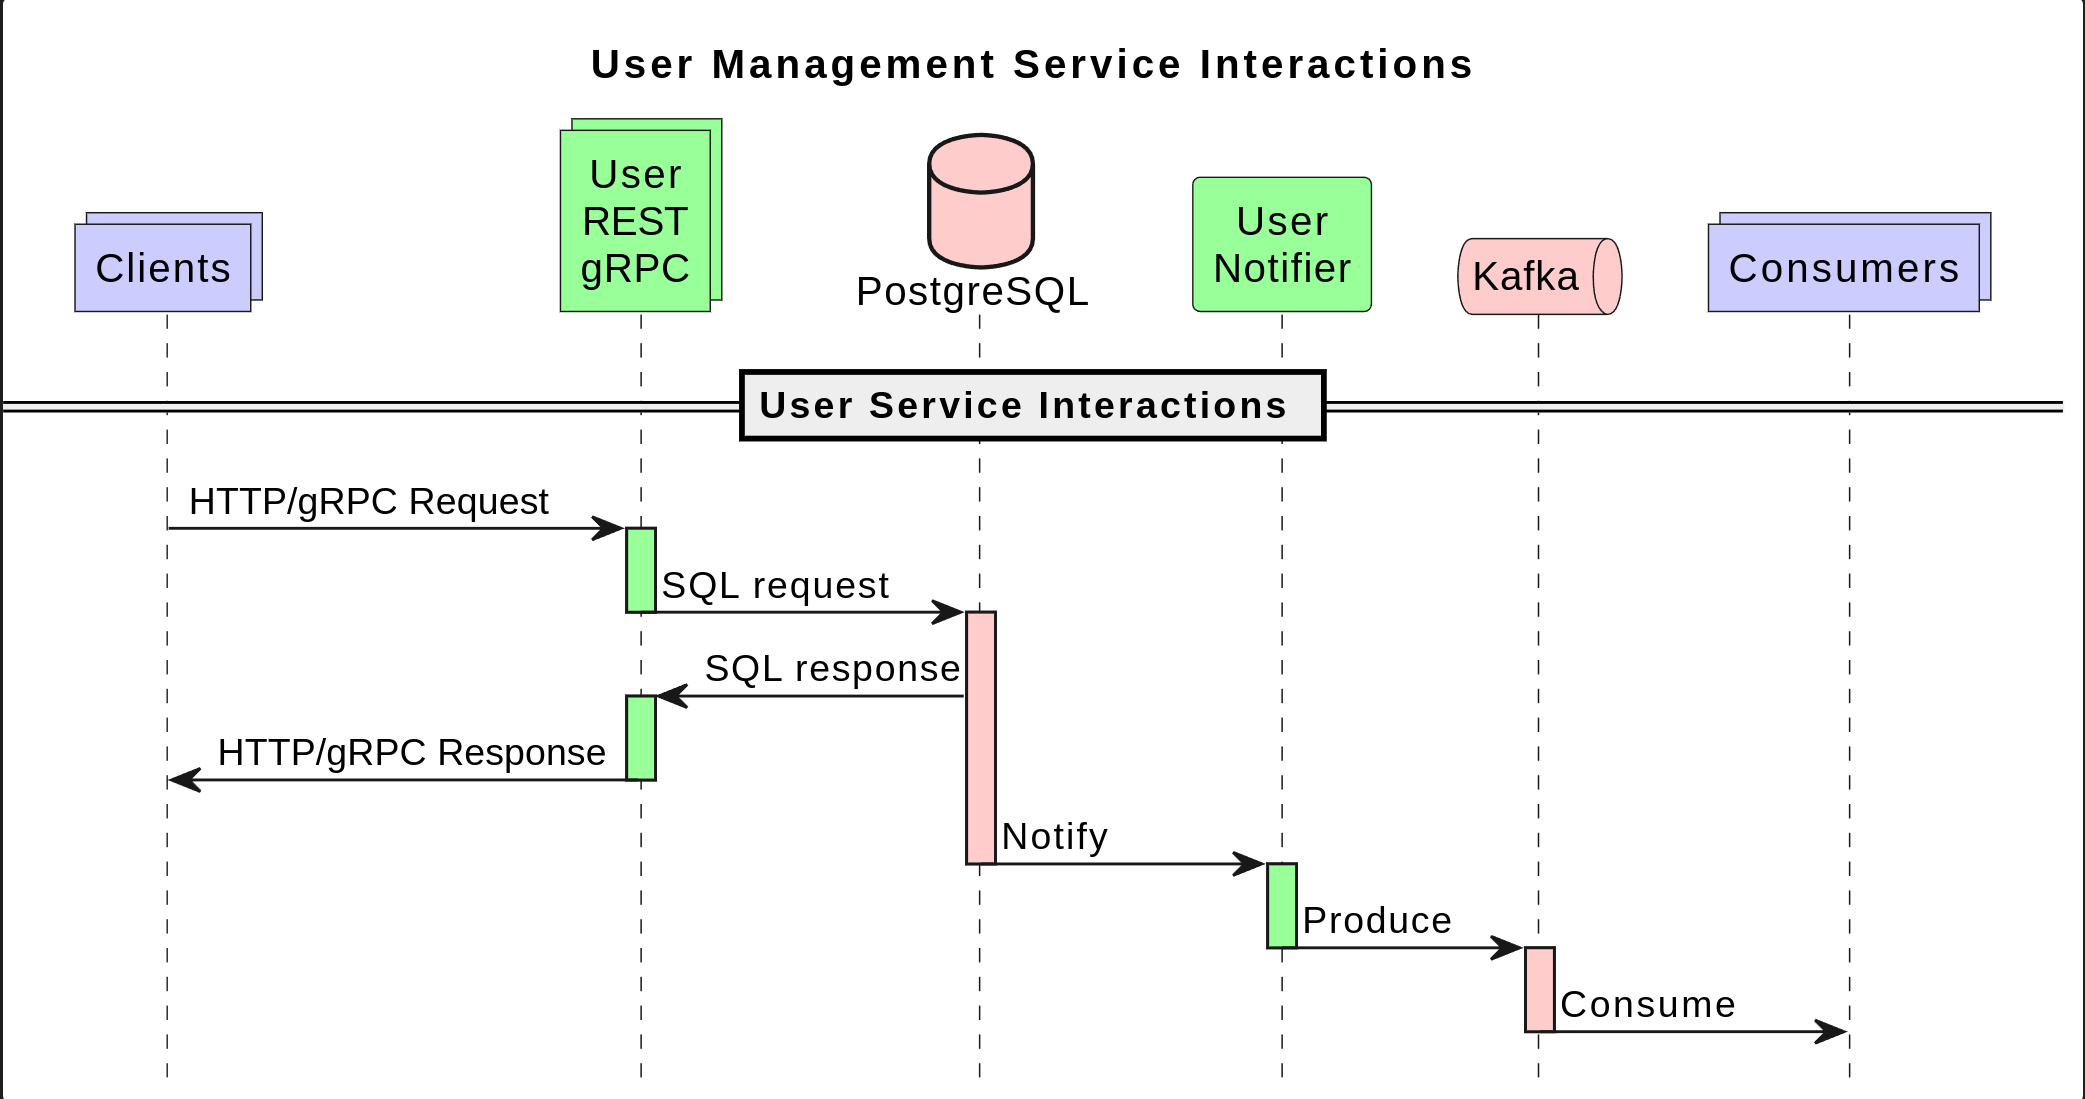 User Management Service Interactions
Clients
User
REST
gRPC
PostgreSQL
User
Notifier
Kafka
Consumers
User Service Interactions
HTTP/gRPC Request
SQL request
SQL response
HTTP/gRPC Response
Notify
Produce
Consume